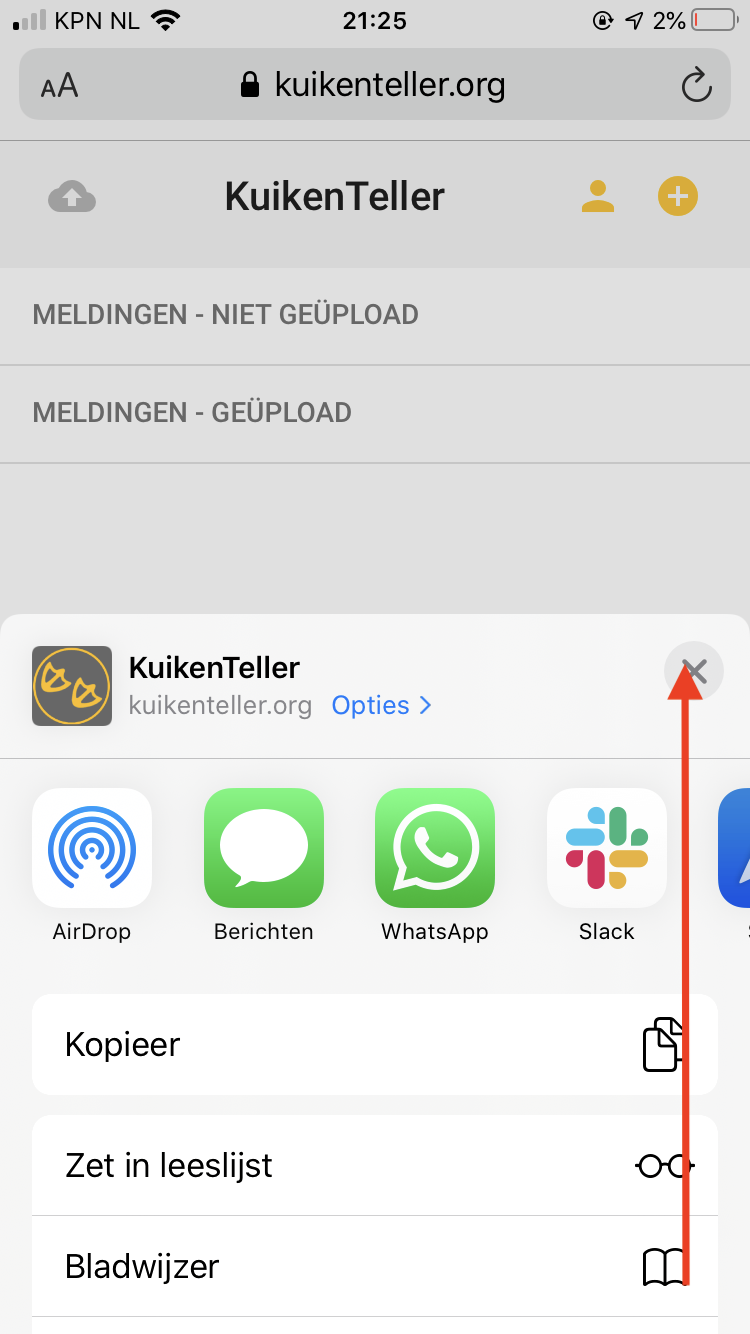 KPN NL 21:25 2%
AA kuikenteller.org
KuikenTeller
MELDINGEN - NIET GEÜPLOAD
MELDINGEN - GEÜPLOAD
KuikenTeller
kuikenteller.org Opties >
AirDrop Berichten WhatsApp Slack
Kopieer
Zet in leeslijst
Bladwijzer